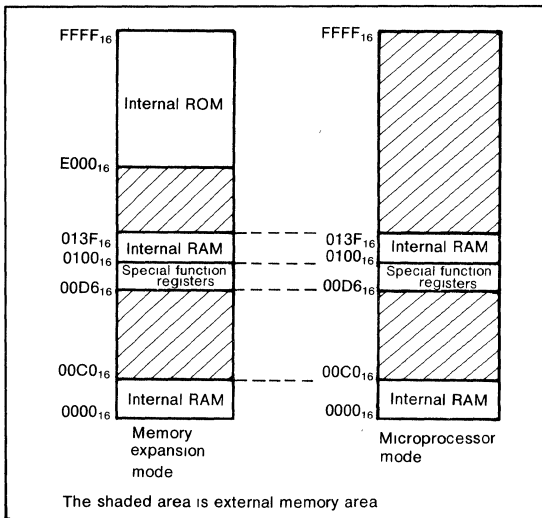 FFFF₁₆
Internal ROM
E000₁₆
013F₁₆
Internal RAM
0100₁₆
Special function
registers
00D6₁₆
00C0₁₆
Internal RAM
0000₁₆
Memory
expansion
mode
FFFF₁₆
013F₁₆
Internal RAM
0100₁₆
Special function
registers
00D6₁₆
00C0₁₆
Internal RAM
0000₁₆
Microprocessor
mode
The shaded area is external memory area